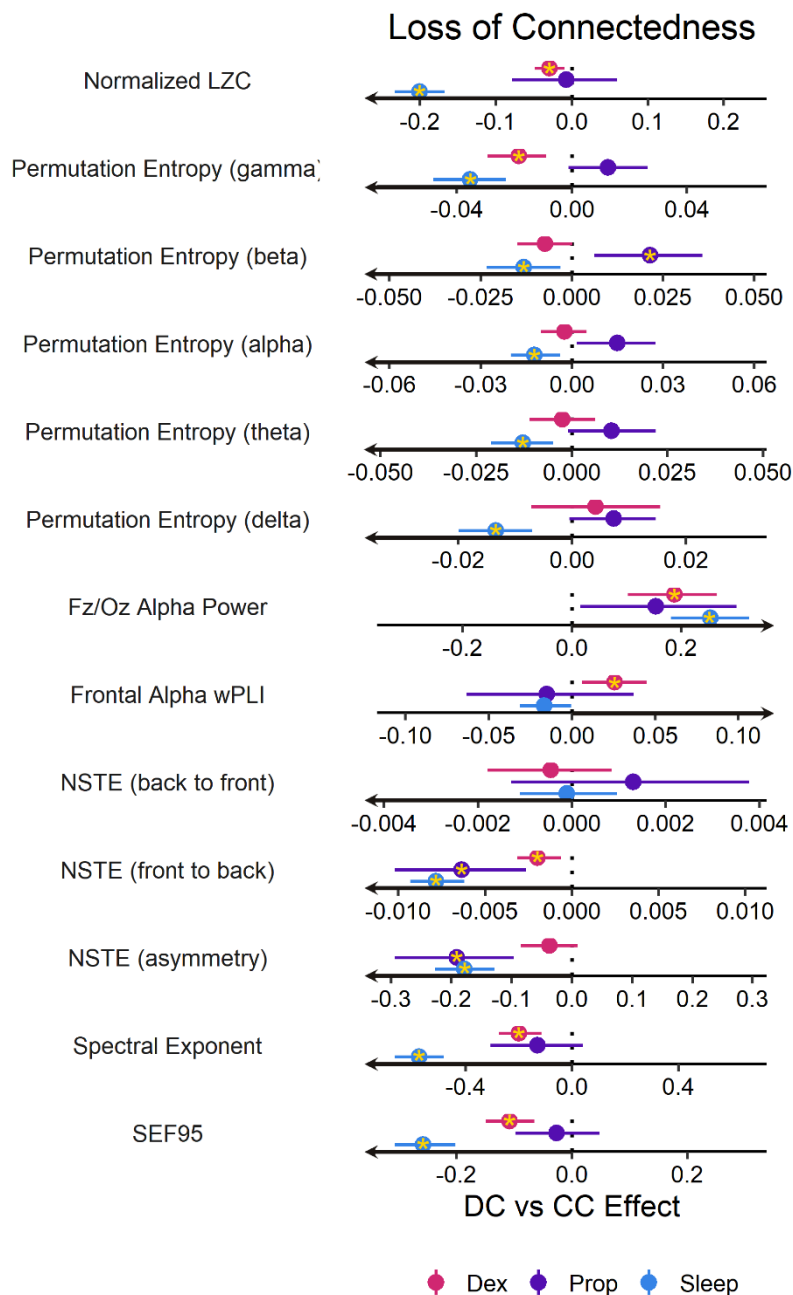 Loss of Connectedness
Normalized LZC
-0.2 -0.1 0.0 0.1 0.2
Permutation Entropy (gamma)
-0.04 0.00 0.04
Permutation Entropy (beta)
-0.050 -0.025 0.000 0.025 0.050
Permutation Entropy (alpha)
-0.06 -0.03 0.00 0.03 0.06
Permutation Entropy (theta)
-0.050 -0.025 0.000 0.025 0.050
Permutation Entropy (delta)
-0.02 0.00 0.02
Fz/Oz Alpha Power
-0.2 0.0 0.2
Frontal Alpha wPLI
-0.10 -0.05 0.00 0.05 0.10
NSTE (back to front)
-0.004 -0.002 0.000 0.002 0.004
NSTE (front to back)
-0.010 -0.005 0.000 0.005 0.010
NSTE (asymmetry)
-0.3 -0.2 -0.1 0.0 0.1 0.2 0.3
Spectral Exponent
-0.4 0.0 0.4
SEF95
-0.2 0.0 0.2
DC vs CC Effect
Dex Prop Sleep